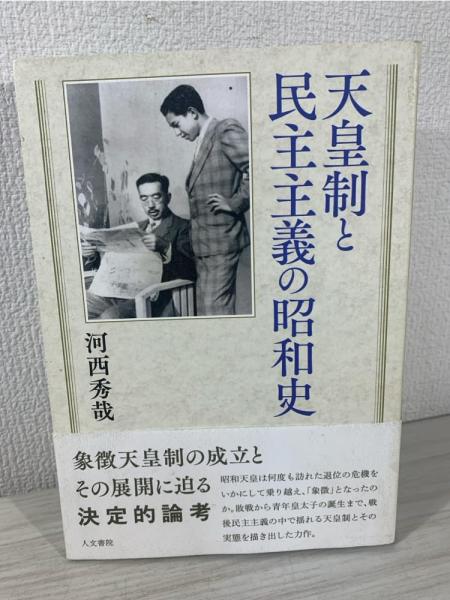 天皇制と
民主主義の昭和史
河西秀哉
象徴天皇制の成立と
その展開に迫る
決定的論考
人文書院
昭和天皇は何度も訪れた退位の危機を
いかにして乗り越え、「象徴」となったの
か。敗戦から青年皇太子の誕生まで、戦
後民主主義の中で揺れる天皇制とその
実態を描き出した力作。